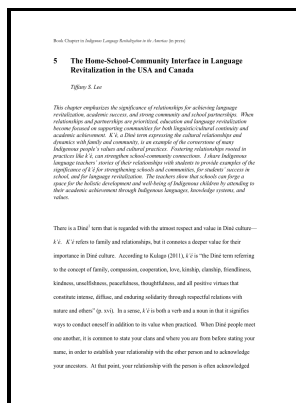 Book Chapter in Indigenous Language Revitalization in the Americas (in press)
5 The Home-School-Community Interface in Language
Revitalization in the USA and Canada
Tiffany S. Lee
This chapter emphasizes the significance of relationships for achieving language
revitalization, academic success, and strong community and school partnerships. When
relationships and partnerships are prioritized, education and language revitalization
become focused on supporting communities for both linguistic/cultural continuity and
academic achievement. K'é, a Diné term expressing the cultural relationships and
dynamics with family and community, is an example of the cornerstones of many
Indigenous people's values and cultural practices. Fostering relationships rooted in
practices like k'é, can strengthen school-community connections. I share Indigenous
language teachers' stories of their relationships with students to provide examples of the
significance of k'é for strengthening schools and communities, for students' success in
school, and for language revitalization. The teachers show that schools can forge a
space for the holistic development and well-being of Indigenous children by attending to
their academic achievement through Indigenous languages, knowledge systems, and
values.
There is a Diné¹ term that is regarded with the utmost respect and value in Diné culture—
k'é. K'é refers to family and relationships, but it connotes a deeper value for their
importance in Diné culture. According to Kulago (2011), k'é is "the Diné term referring
to the concept of family, compassion, cooperation, love, kinship, clanship, friendliness,
kindness, unselfishness, peacefulness, thoughtfulness, and all positive virtues that
constitute intense, diffuse, and enduring solidarity through respectful relations with
nature and others" (p. xvi). In a sense, k'é is both a verb and a noun in that it signifies
ways to conduct oneself in addition to its value when practiced. When Diné people meet
one another, it is common to state your clans and where you are from before stating your
name, in order to establish your relationship with the other person and to acknowledge
your ancestors. At that point, your relationship with the person is often acknowledged